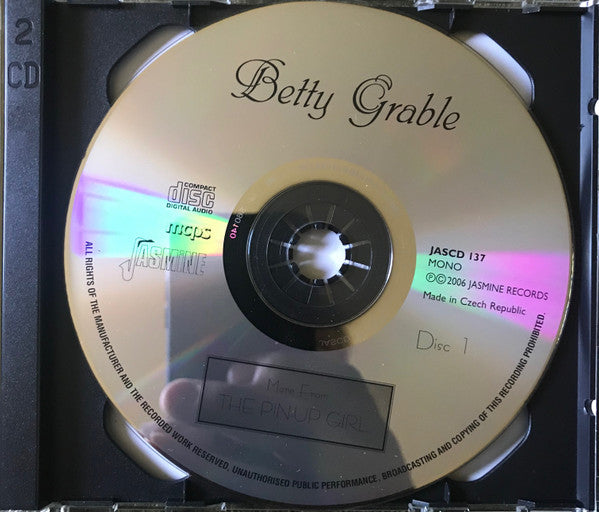 2
CD
Betty Grable
COMPACT
disc
DIGITAL AUDIO
mcps
JASMINE
JASCD 137
MONO
℗©2006 JASMINE RECORDS
Made in Czech Republic
Disc 1
More From
THE PIN-UP GIRL
ALL RIGHTS OF THE MANUFACTURER AND THE RECORDED WORK RESERVED, UNAUTHORISED PUBLIC PERFORMANCE, BROADCASTING AND COPYING OF THIS RECORDING PROHIBITED.